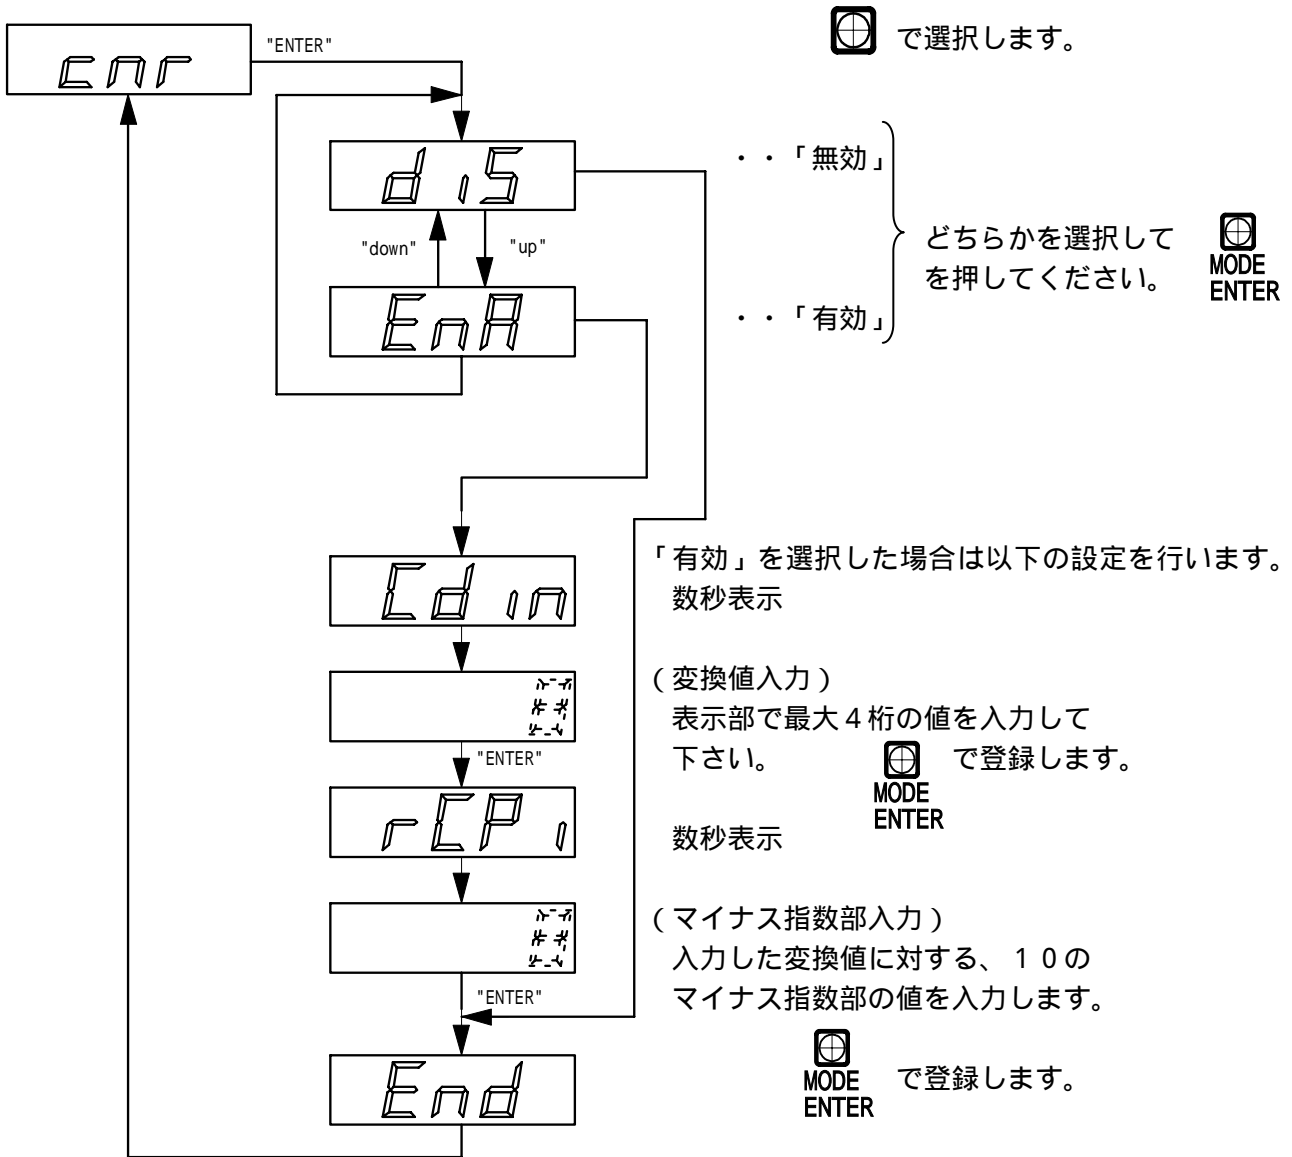 cnr
"ENTER"
で選択します。
diS
・・「無効」
"down"
"up"
どちらかを選択して
を押してください。
MODE
ENTER
EnA
・・「有効」
Cdin
「有効」を選択した場合は以下の設定を行います。
数秒表示
(変換値入力)
表示部で最大4桁の値を入力して
下さい。 で登録します。
MODE
ENTER
"ENTER"
rCPi
数秒表示
(マイナス指数部入力)
入力した変換値に対する、10の
マイナス指数部の値を入力します。
"ENTER"
End
MODE
ENTER
で登録します。